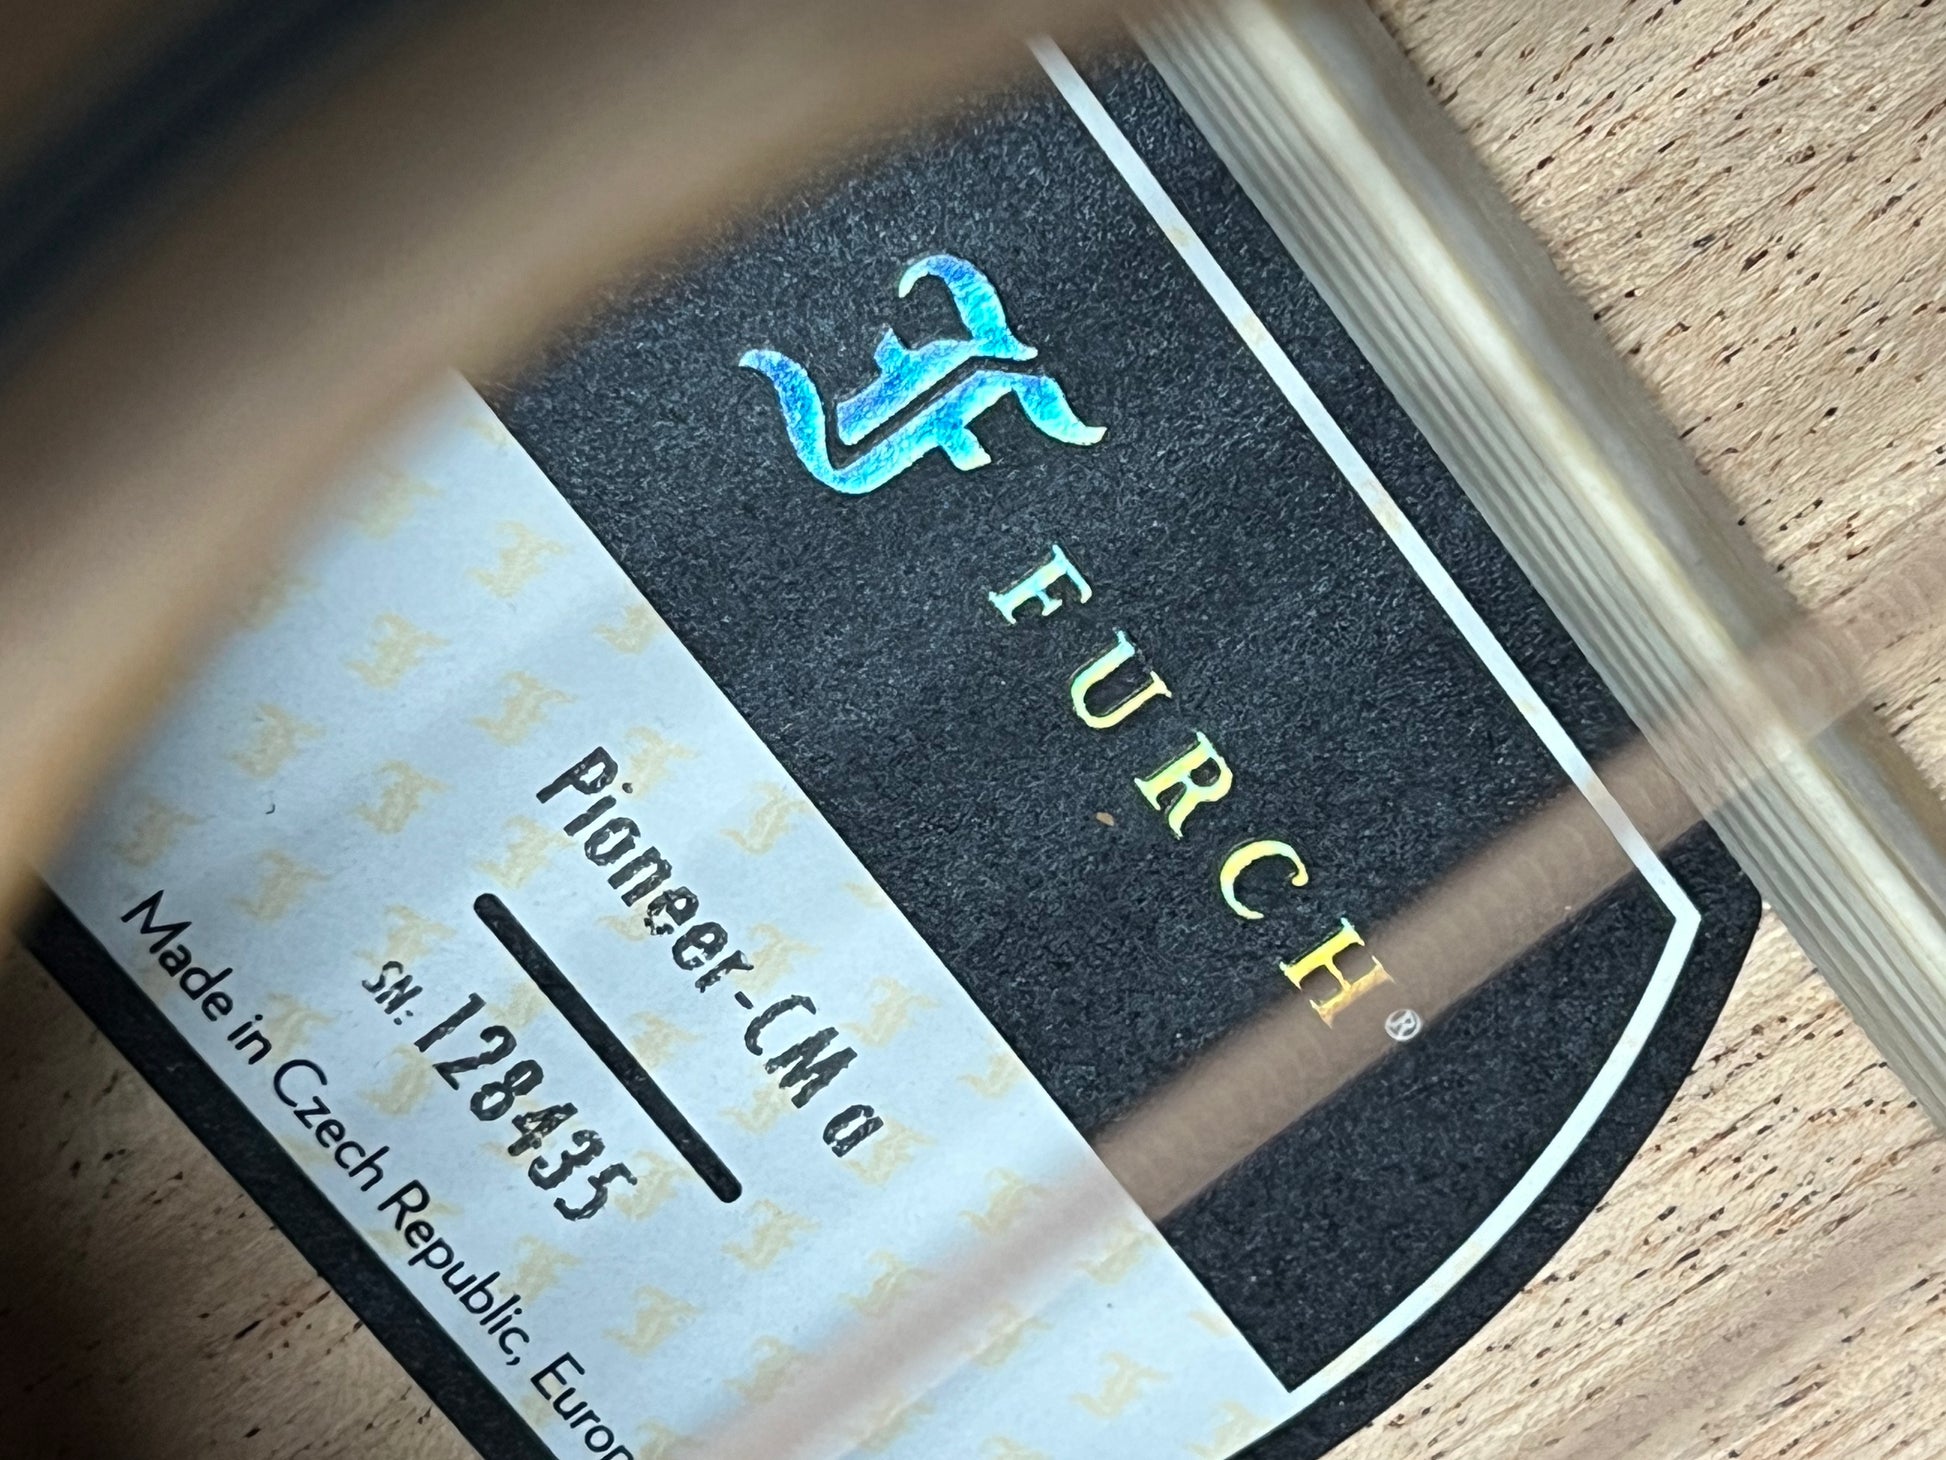 FURCH®
Pioneer-CM a
SN: 128435
Made in Czech Republic,